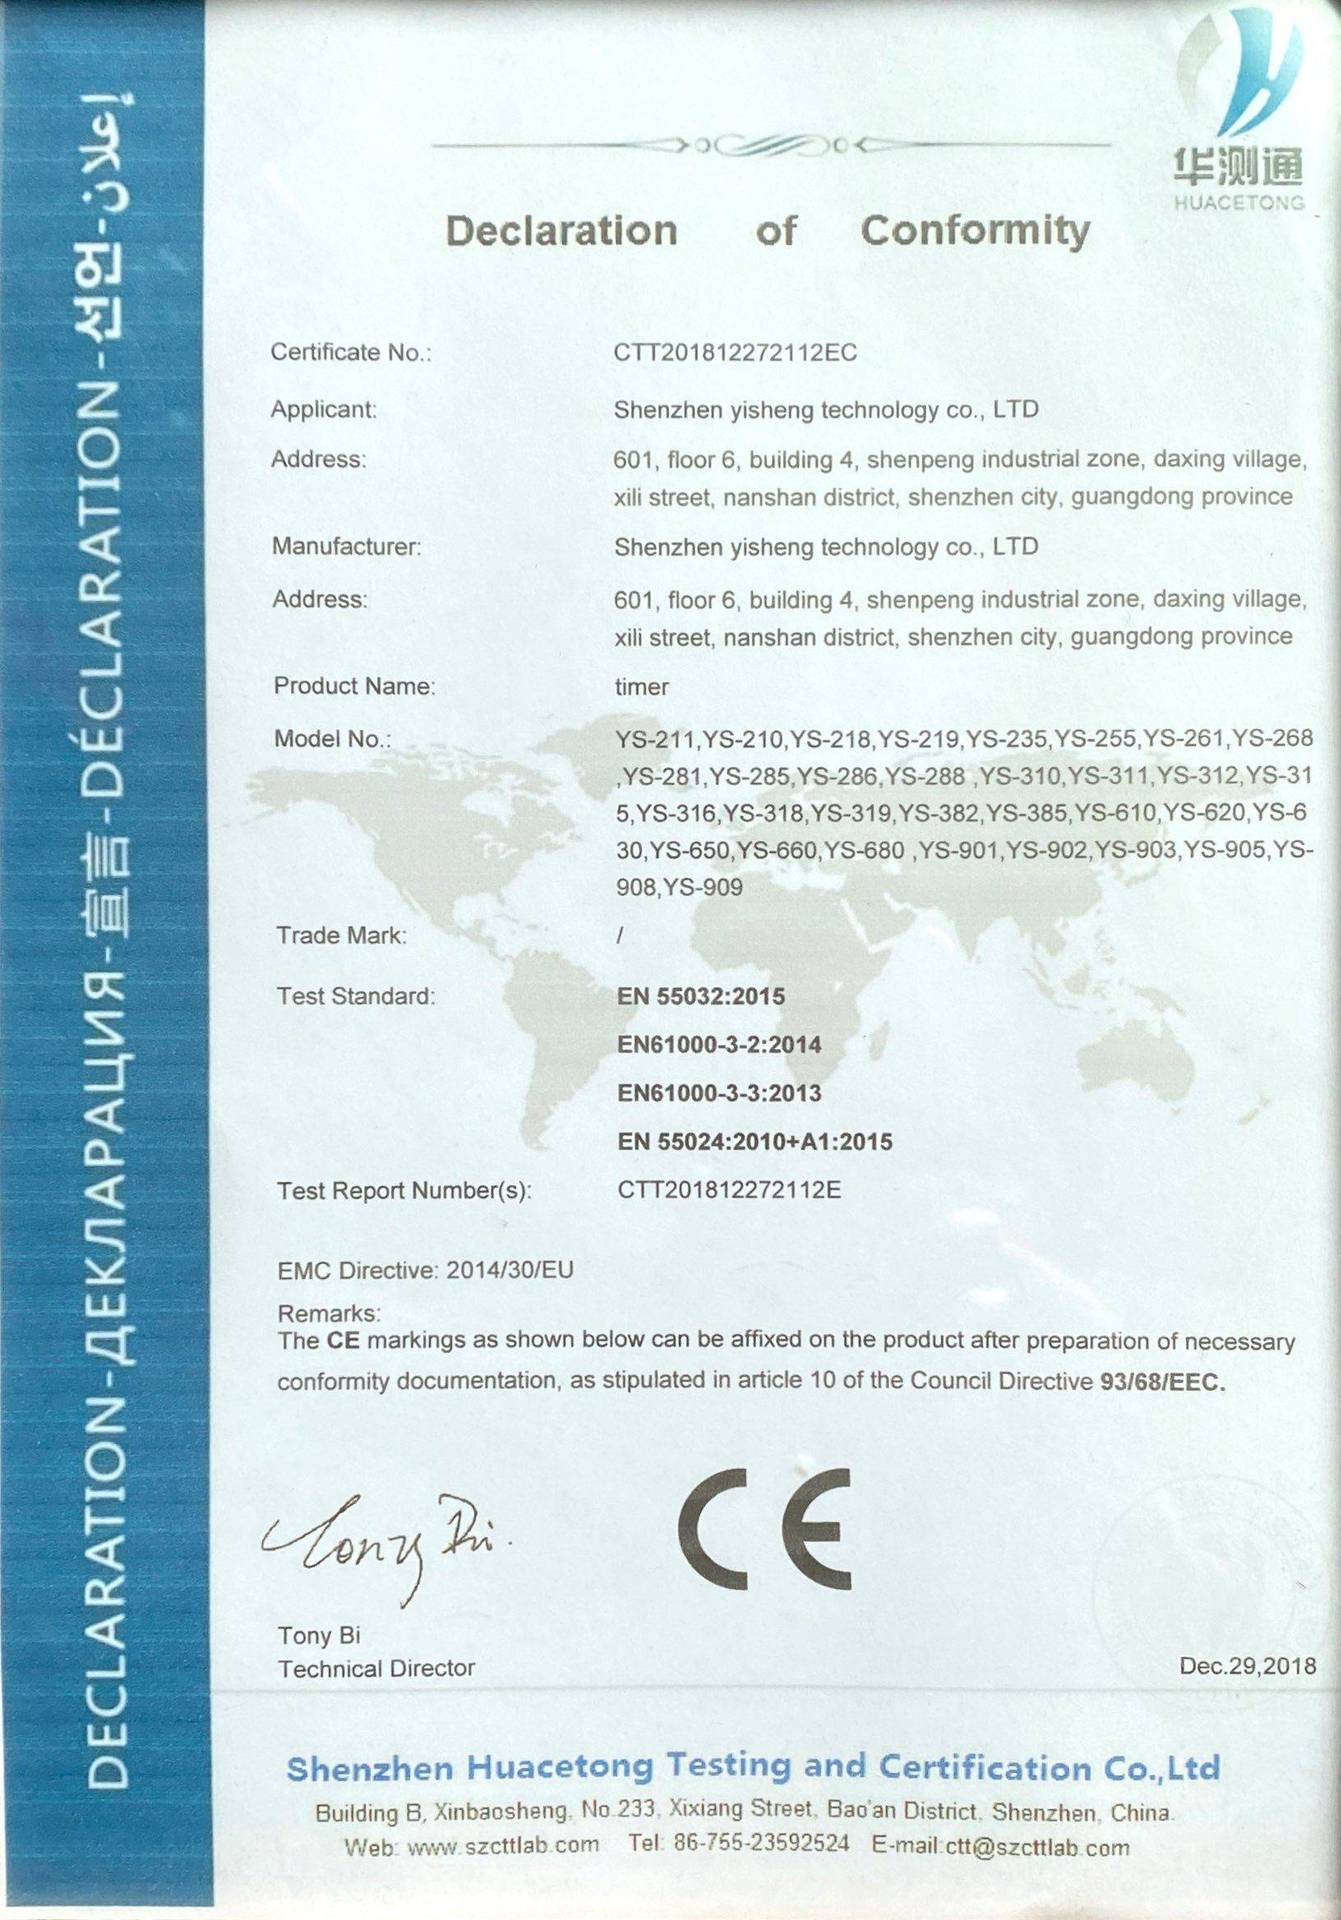 华测通
HUACETONG
Declaration of Conformity
Certificate No.: CTT201812272112EC
Applicant: Shenzhen yisheng technology co., LTD
Address: 601, floor 6, building 4, shenpeng industrial zone, daxing village,
xili street, nanshan district, shenzhen city, guangdong province
Manufacturer: Shenzhen yisheng technology co., LTD
Address: 601, floor 6, building 4, shenpeng industrial zone, daxing village,
xili street, nanshan district, shenzhen city, guangdong province
Product Name: timer
Model No.: YS-211,YS-210,YS-218,YS-219,YS-235,YS-255,YS-261,YS-268
,YS-281,YS-285,YS-286,YS-288 ,YS-310,YS-311,YS-312,YS-31
5,YS-316,YS-318,YS-319,YS-382,YS-385,YS-610,YS-620,YS-6
30,YS-650,YS-660,YS-680 ,YS-901,YS-902,YS-903,YS-905,YS-
908,YS-909
Trade Mark: /
Test Standard: EN 55032:2015
EN61000-3-2:2014
EN61000-3-3:2013
EN 55024:2010+A1:2015
Test Report Number(s): CTT201812272112E
EMC Directive: 2014/30/EU
Remarks:
The CE markings as shown below can be affixed on the product after preparation of necessary
conformity documentation, as stipulated in article 10 of the Council Directive 93/68/EEC.
Tony Bi.
CE
Tony Bi
Technical Director
Dec.29,2018
Shenzhen Huacetong Testing and Certification Co.,Ltd
Building B, Xinbaosheng, No.233, Xixiang Street, Bao'an District, Shenzhen, China.
Web: www.szcttlab.com Tel: 86-755-23592524 E-mail:ctt@szcttlab.com
DECLARATION-ДЕКЛАРАЦИЯ-宣言-DÉCLARATION-선언-إعلان